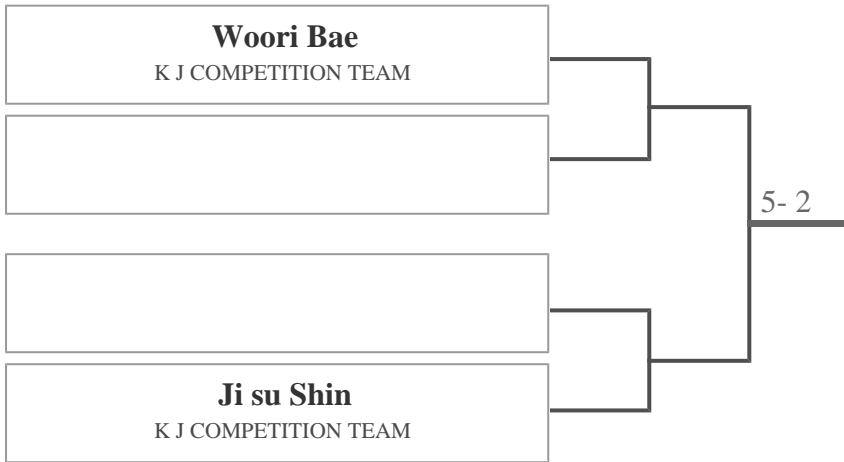 Woori Bae
K J COMPETITION TEAM
5- 2
Ji su Shin
K J COMPETITION TEAM